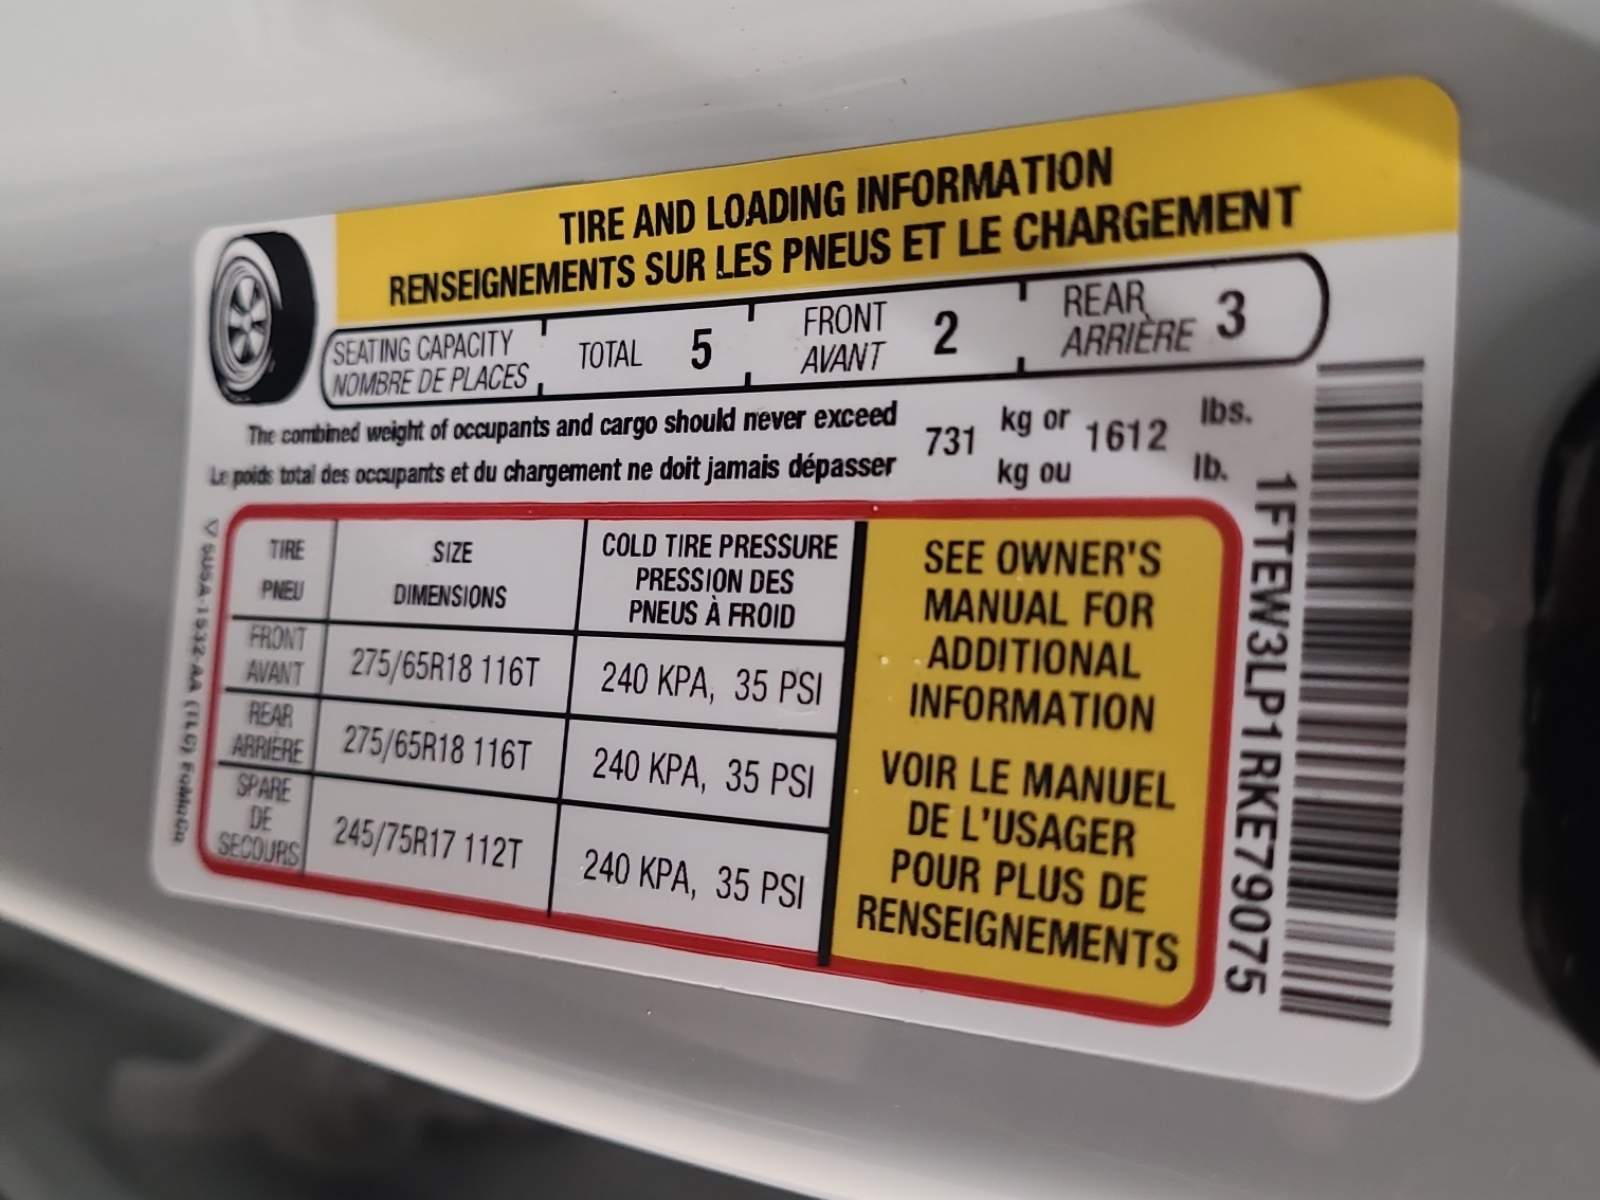 TIRE AND LOADING INFORMATION
RENSEIGNEMENTS SUR LES PNEUS ET LE CHARGEMENT
SEATING CAPACITY
NOMBRE DE PLACES
TOTAL 5
FRONT
AVANT
2
REAR
ARRIÈRE
3
The combined weight of occupants and cargo should never exceed
Le poids total des occupants et du chargement ne doit jamais dépasser
731
kg or
kg ou
1612
lbs.
lb.
TIRE
PNEU
SIZE
DIMENSIONS
COLD TIRE PRESSURE
PRESSION DES
PNEUS À FROID
FRONT
AVANT
275/65R18 116T
240 KPA, 35 PSI
REAR
ARRIÈRE
275/65R18 116T
240 KPA, 35 PSI
SPARE
DE
SECOURS
245/75R17 112T
240 KPA, 35 PSI
SEE OWNER'S
MANUAL FOR
ADDITIONAL
INFORMATION
VOIR LE MANUEL
DE L'USAGER
POUR PLUS DE
RENSEIGNEMENTS
1FTEW3LP1RKE79075